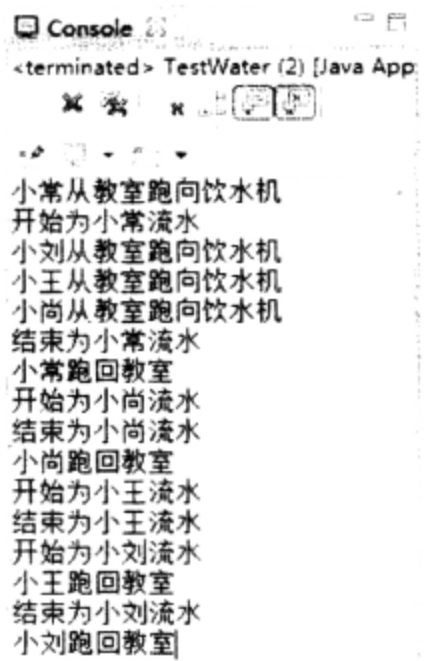 Console
<terminated> TestWater (2) [Java App
小常从教室跑向饮水机
开始为小常流水
小刘从教室跑向饮水机
小王从教室跑向饮水机
小尚从教室跑向饮水机
结束为小常流水
小常跑回教室
开始为小尚流水
结束为小尚流水
小尚跑回教室
开始为小王流水
结束为小王流水
开始为小刘流水
小王跑回教室
结束为小刘流水
小刘跑回教室